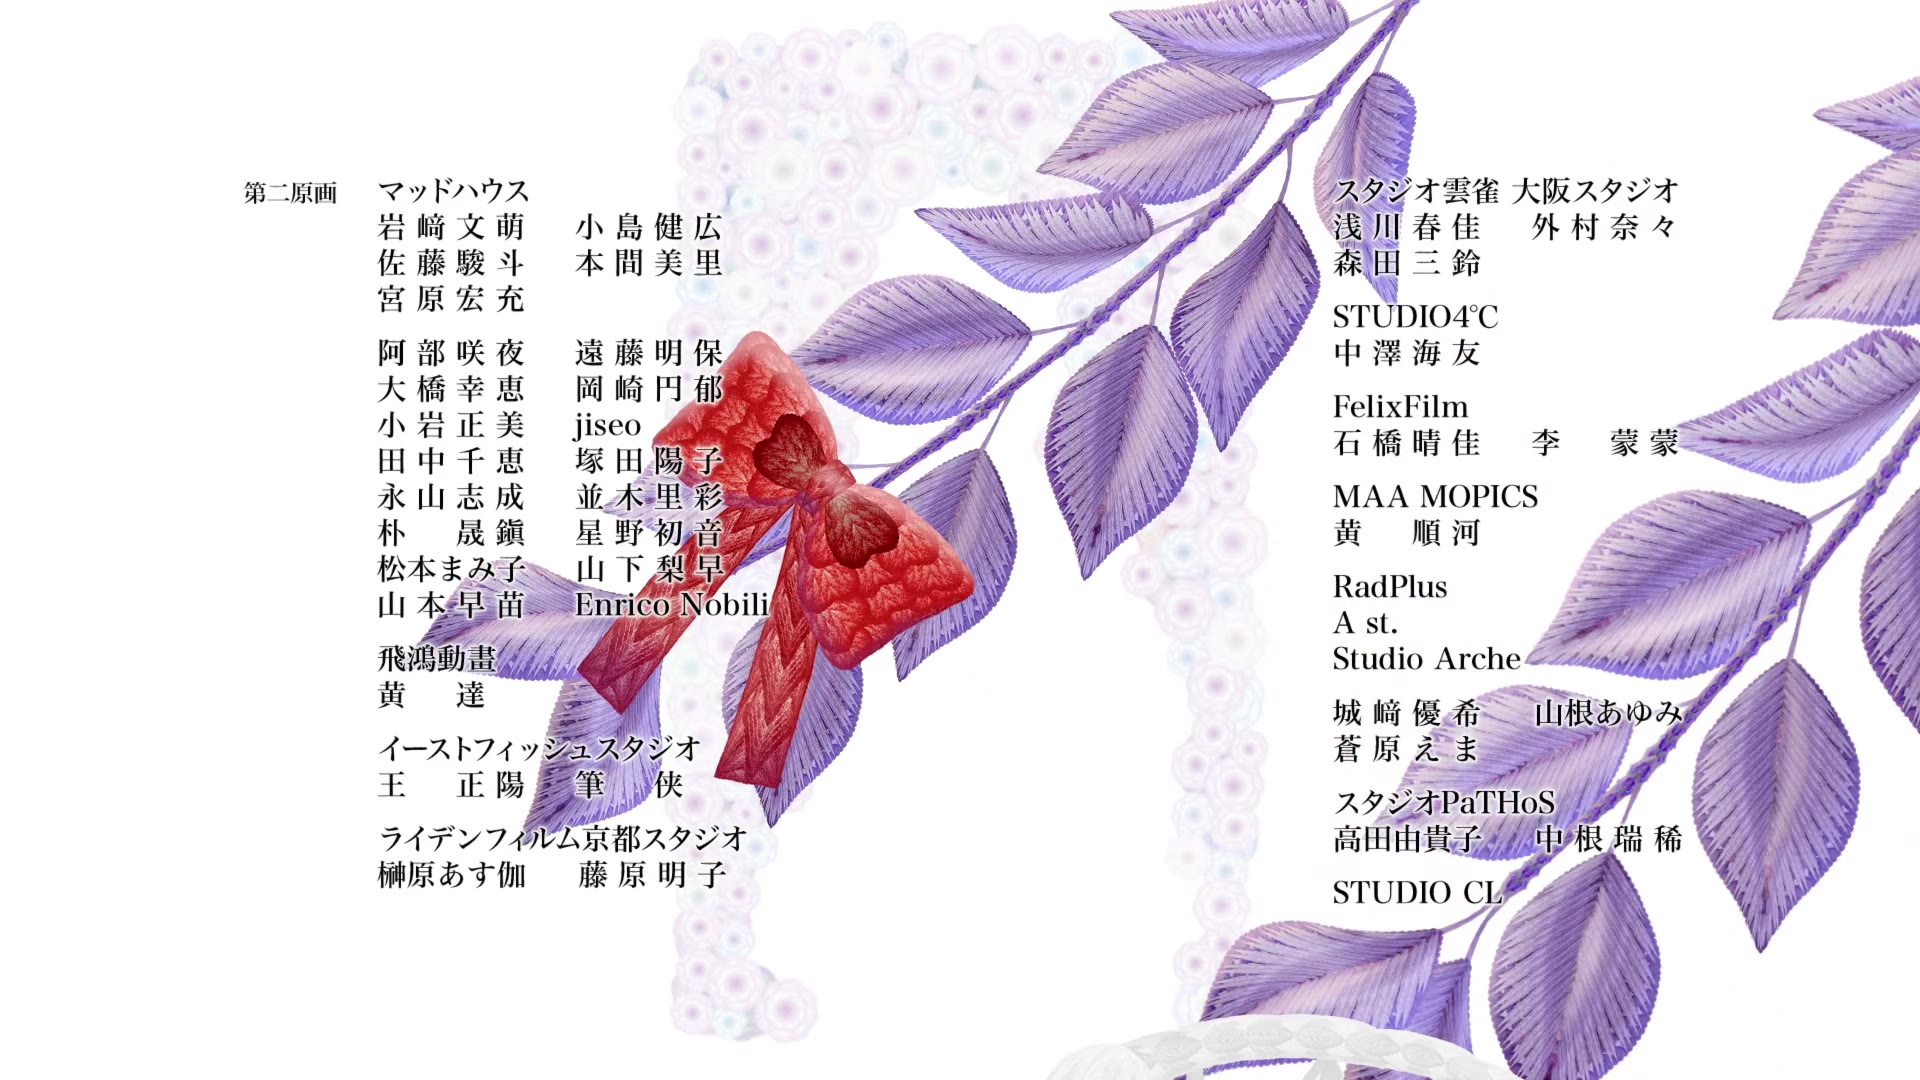 第二原画 マッドハウス
岩﨑文萌 小島健広
佐藤駿斗 本間美里
宮原宏充
阿部咲夜 遠藤明保
大橋幸恵 岡崎円郁
小岩正美 jiseo
田中千恵 塚田陽子
永山志成 並木里彩
朴 晟鎭 星野初音
松本まみ子 山下梨早
山本早苗 Enrico Nobili
飛鴻動畫
黄 達
イーストフィッシュスタジオ
王 正陽 筆 侠
ライデンフィルム京都スタジオ
榊原あす伽 藤原明子
スタジオ雲雀 大阪スタジオ
浅川春佳 外村奈々
森田三鈴
STUDIO4℃
中澤海友
FelixFilm
石橋晴佳 李 蒙蒙
MAA MOPICS
黄 順河
RadPlus
A st.
Studio Arche
城﨑優希 山根あゆみ
蒼原えま
スタジオPaTHoS
高田由貴子 中根瑞稀
STUDIO CL